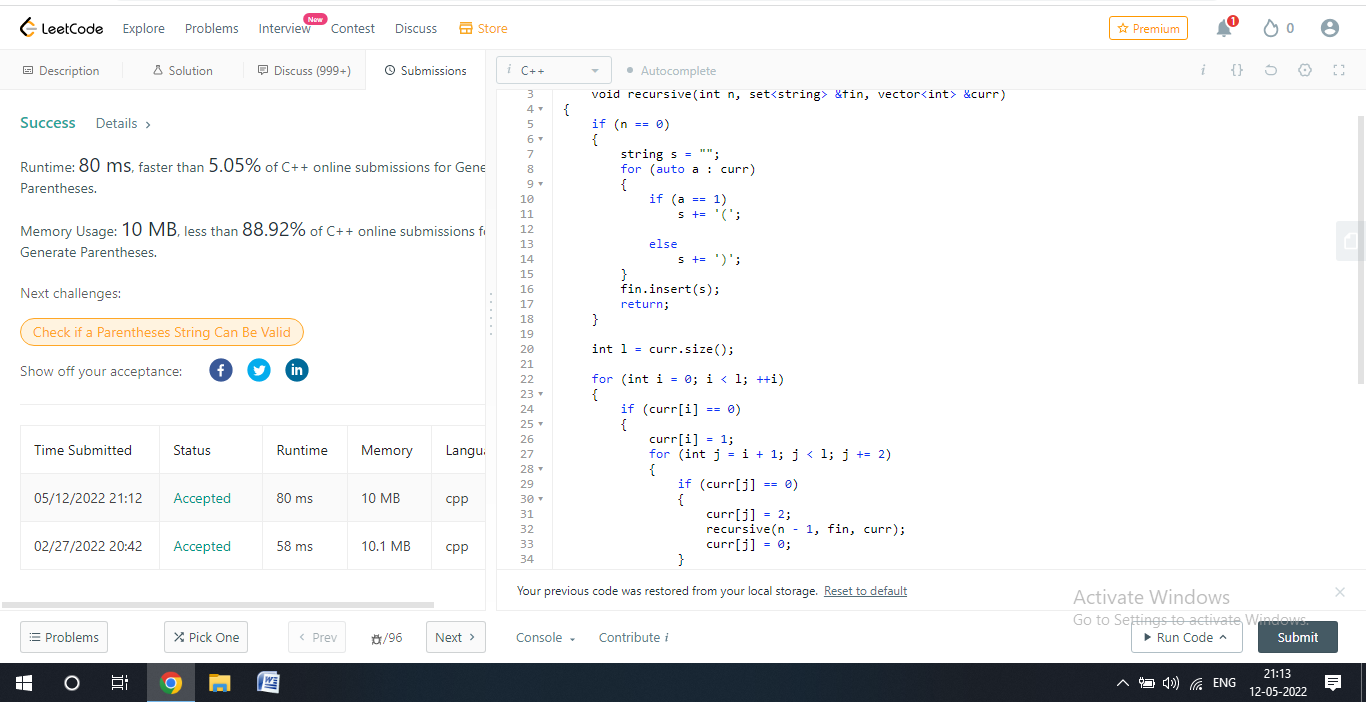 LeetCode Explore Problems Interview New Contest Discuss Store Premium 1 0
Description Solution Discuss (999+) Submissions
i C++ Autocomplete i {}
Success Details >
Runtime: 80 ms, faster than 5.05% of C++ online submissions for Gene
Parentheses.
Memory Usage: 10 MB, less than 88.92% of C++ online submissions f
Generate Parentheses.
Next challenges:
Check if a Parentheses String Can Be Valid
Show off your acceptance:
Time Submitted Status Runtime Memory Langu
05/12/2022 21:12 Accepted 80 ms 10 MB cpp
02/27/2022 20:42 Accepted 58 ms 10.1 MB cpp
3 void recursive(int n, set<string> &fin, vector<int> &curr)
4 {
5 if (n == 0)
6 {
7 string s = "";
8 for (auto a : curr)
9 {
10 if (a == 1)
11 s += '(';
12
13 else
14 s += ')';
15 }
16 fin.insert(s);
17 return;
18 }
19
20 int l = curr.size();
21
22 for (int i = 0; i < l; ++i)
23 {
24 if (curr[i] == 0)
25 {
26 curr[i] = 1;
27 for (int j = i + 1; j < l; j += 2)
28 {
29 if (curr[j] == 0)
30 {
31 curr[j] = 2;
32 recursive(n - 1, fin, curr);
33 curr[j] = 0;
34 }
Your previous code was restored from your local storage. Reset to default
Activate Windows
Go to Settings to activate Windows.
Problems Pick One < Prev /96 Next > Console Contribute i Run Code Submit
ENG
21:13
12-05-2022